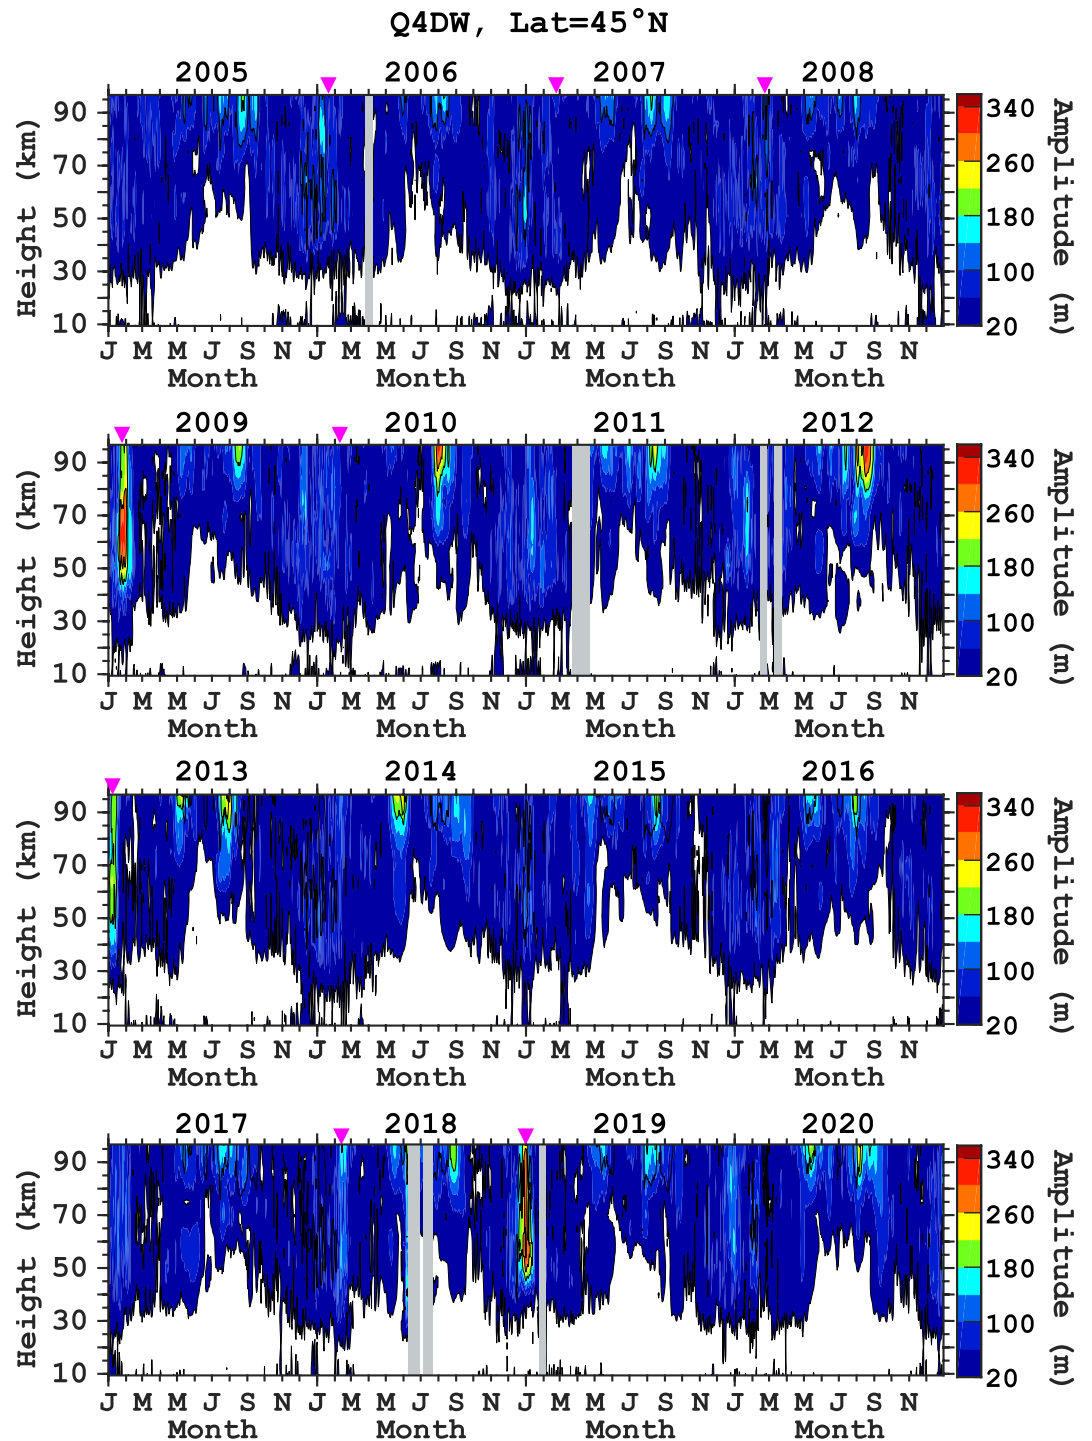 Q4DW, Lat=45°N
2005 2006 2007 2008
90
70
50
30
10
Height (km)
J M M J S N J M M J S N J M M J S N J M M J S N
Month Month Month Month
340
260
180
100
20
Amplitude (m)
2009 2010 2011 2012
90
70
50
30
10
Height (km)
J M M J S N J M M J S N J M M J S N J M M J S N
Month Month Month Month
340
260
180
100
20
Amplitude (m)
2013 2014 2015 2016
90
70
50
30
10
Height (km)
J M M J S N J M M J S N J M M J S N J M M J S N
Month Month Month Month
340
260
180
100
20
Amplitude (m)
2017 2018 2019 2020
90
70
50
30
10
Height (km)
J M M J S N J M M J S N J M M J S N J M M J S N
Month Month Month Month
340
260
180
100
20
Amplitude (m)